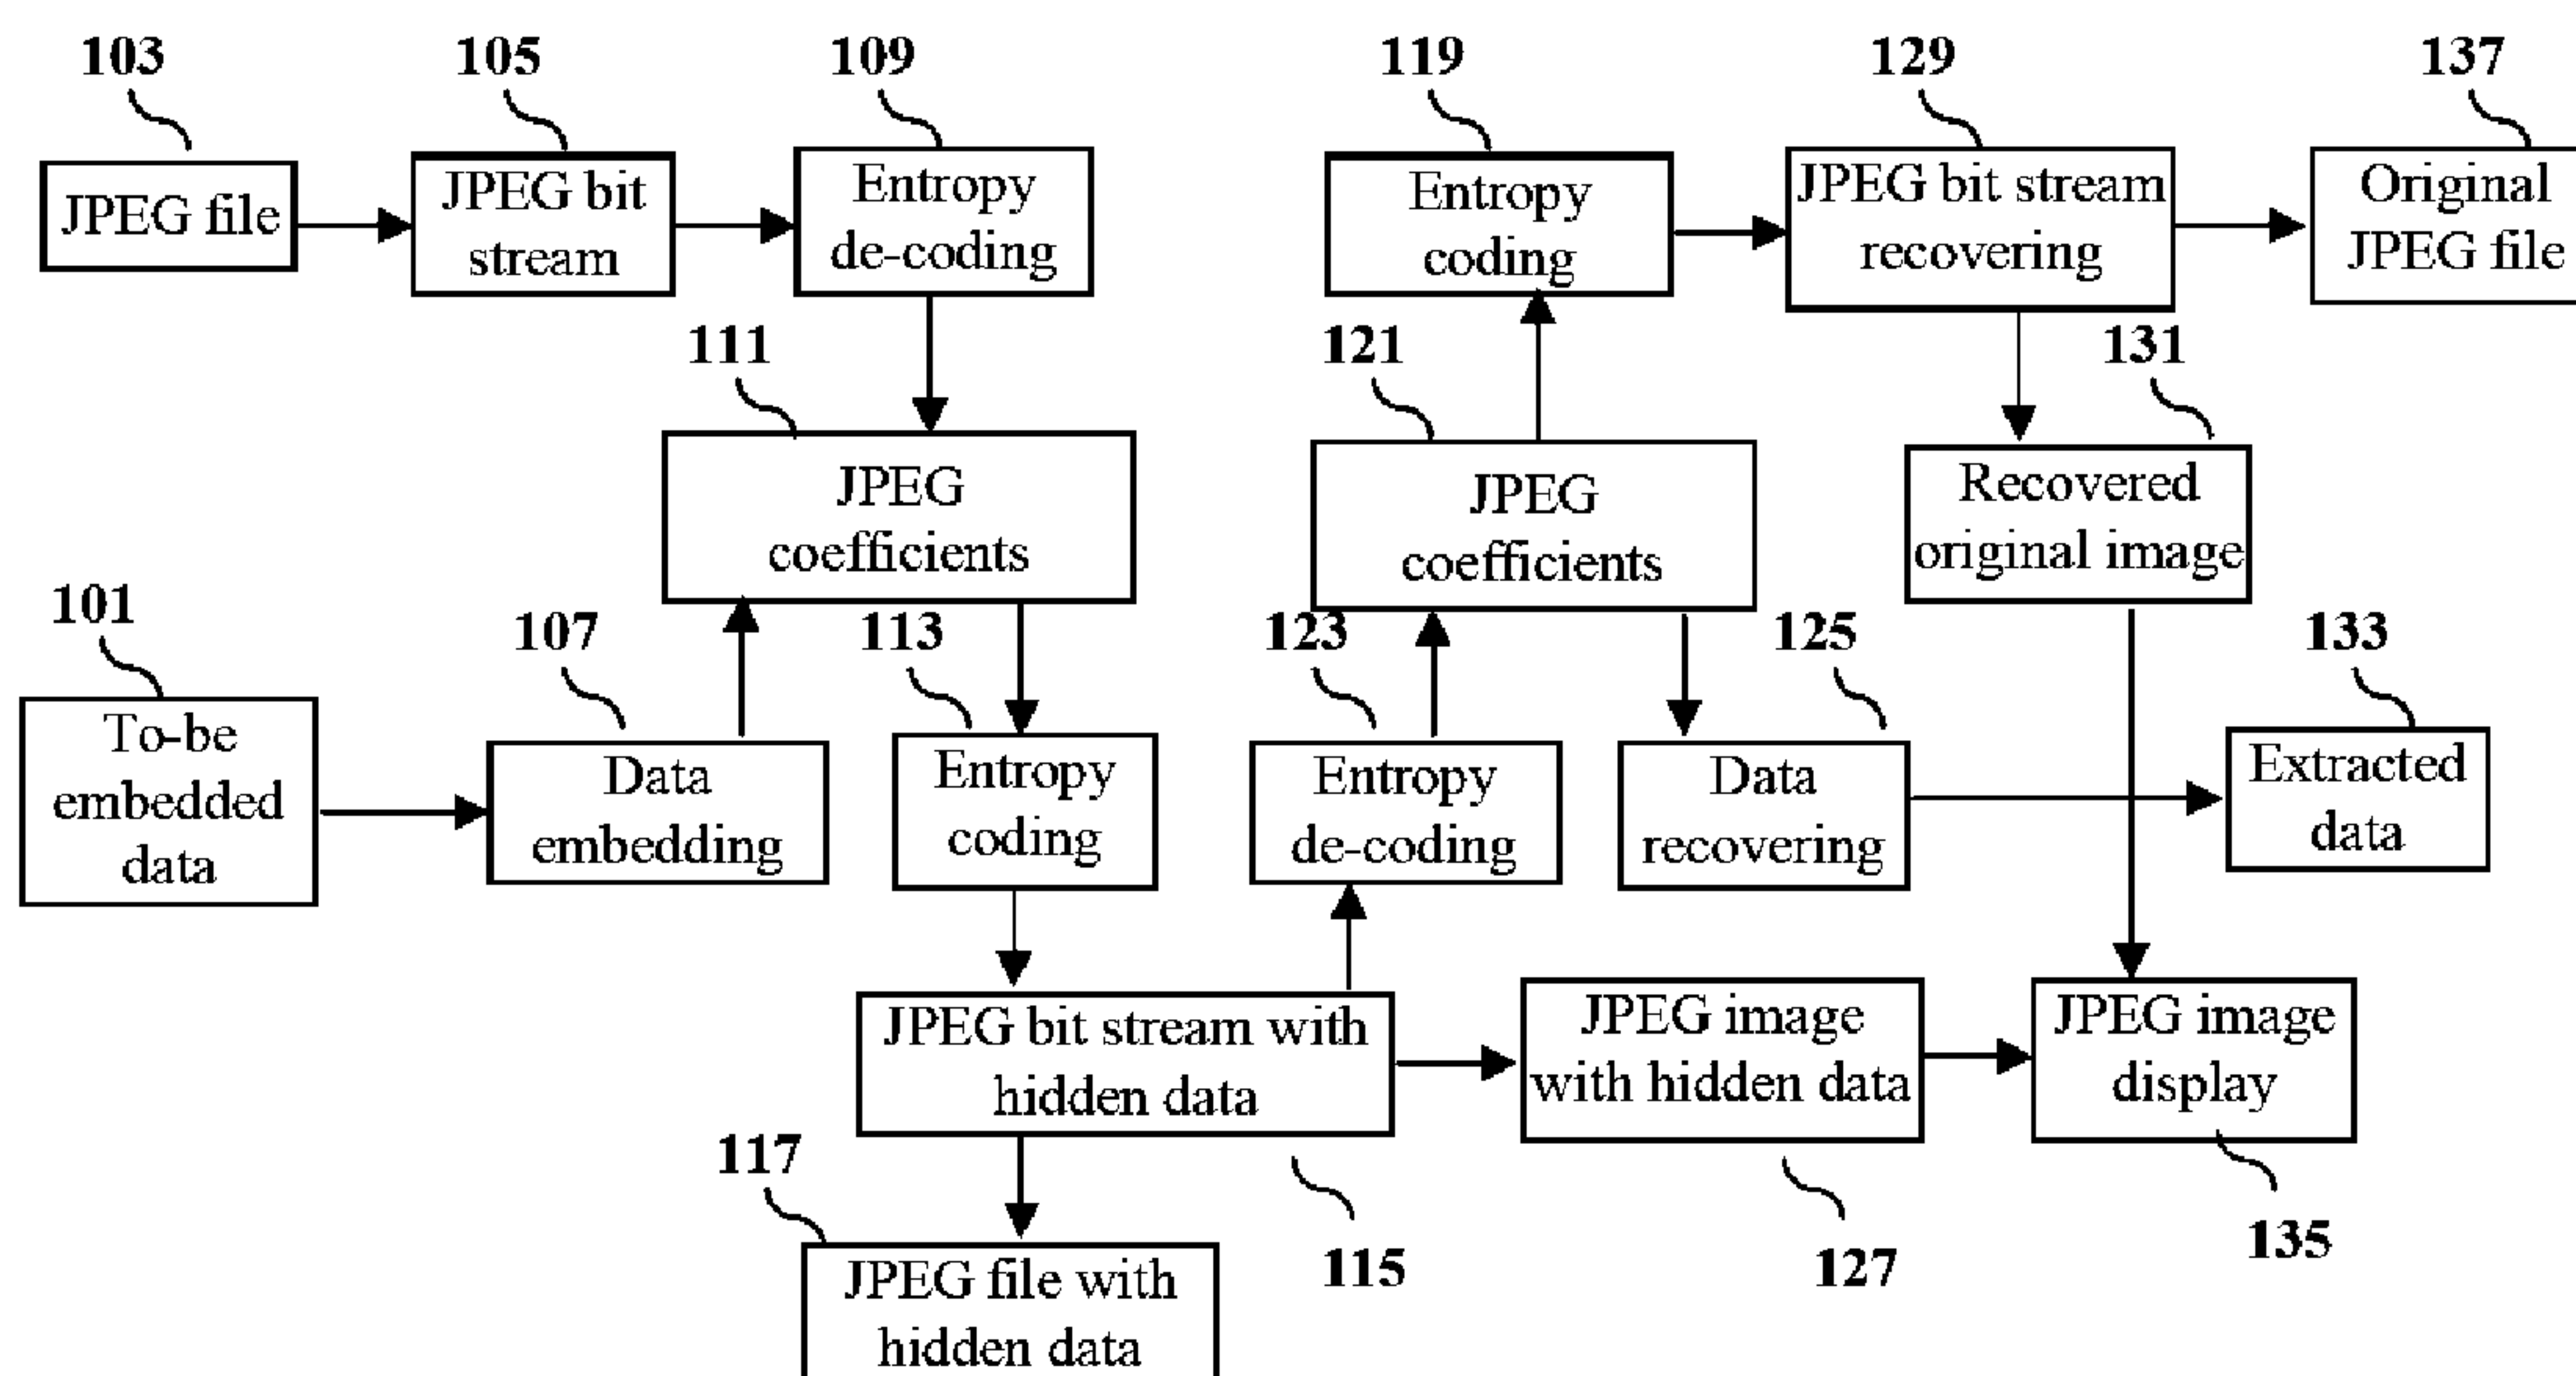 103
105
109
119
129
137
JPEG file
JPEG bit
stream
Entropy
de-coding
Entropy
coding
JPEG bit stream
recovering
Original
JPEG file
111
121
131
JPEG
coefficients
JPEG
coefficients
Recovered
original image
101
107
113
123
125
133
To-be
embedded
data
Data
embedding
Entropy
coding
Entropy
de-coding
Data
recovering
Extracted
data
JPEG bit stream with
hidden data
JPEG image
with hidden data
JPEG image
display
117
115
127
135
JPEG file with
hidden data